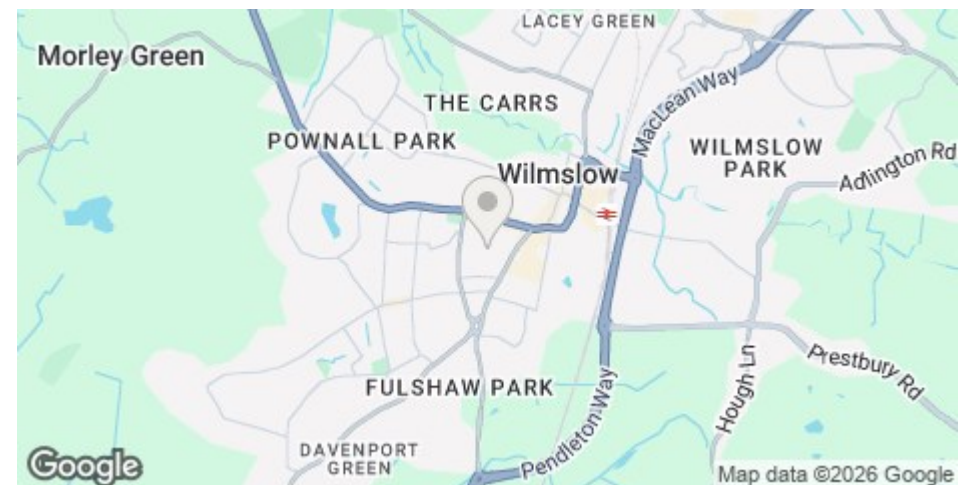 LACEY GREEN
Morley Green
MacLean Way
THE CARRS
POWNALL PARK
WILMSLOW
PARK
Adlington Rd
Wilmslow
Prestbury Rd
Hough Ln
FULSHAW PARK
Pendleton Way
DAVENPORT
GREEN
Google
Map data ©2026 Google